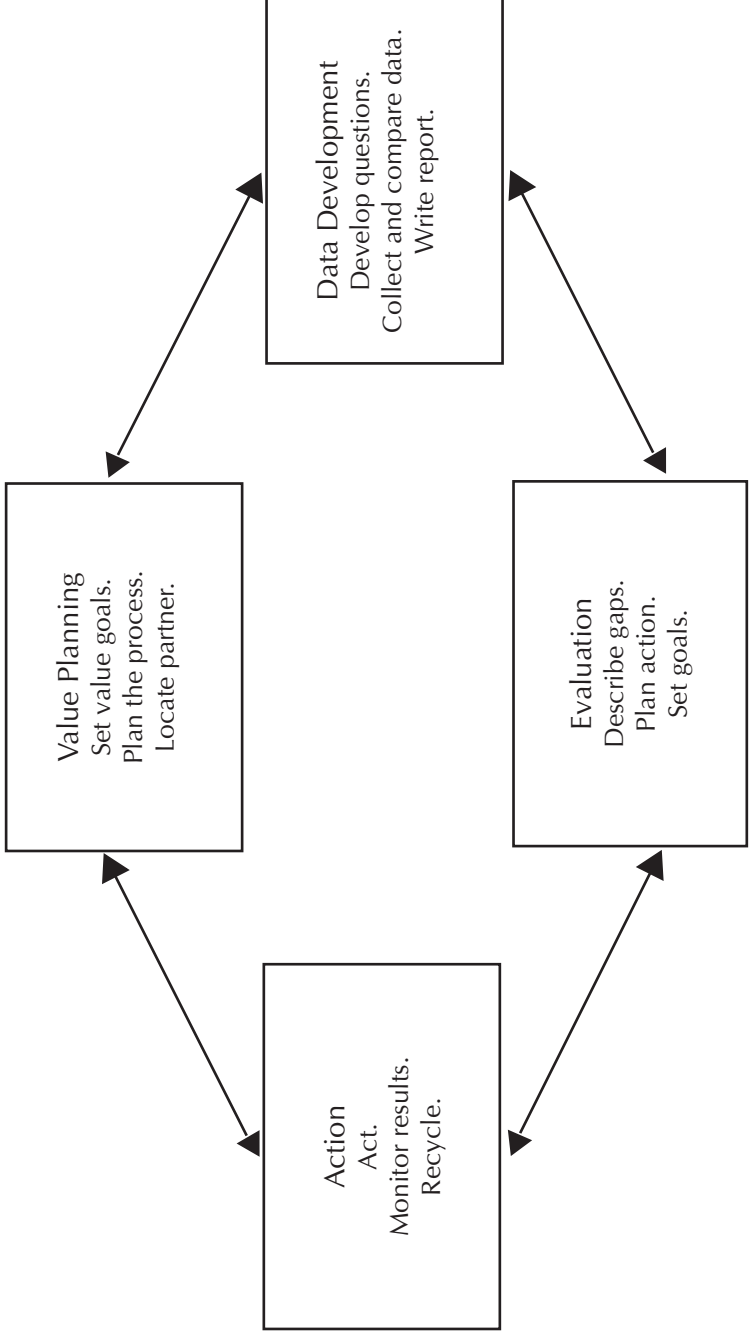 Value Planning
Set value goals.
Plan the process.
Locate partner.
Data Development
Develop questions.
Collect and compare data.
Write report.
Evaluation
Describe gaps.
Plan action.
Set goals.
Action
Act.
Monitor results.
Recycle.